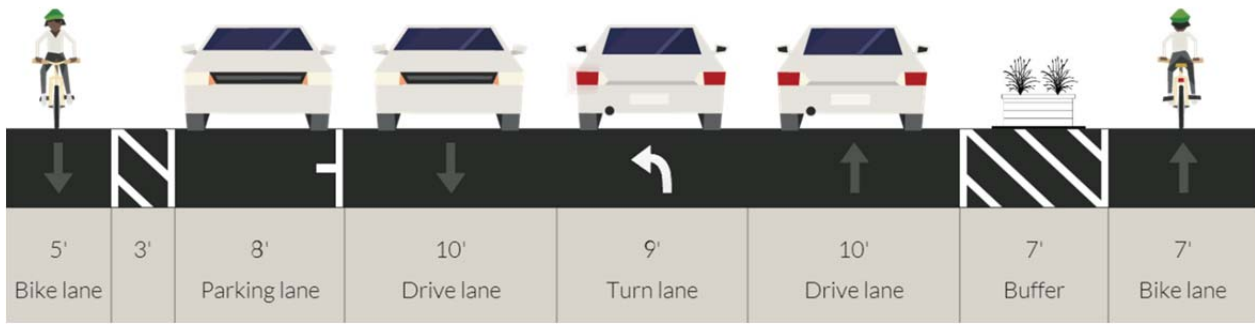 5' 3' 8' 10' 9' 10' 7' 7'
Bike lane Parking lane Drive lane Turn lane Drive lane Buffer Bike lane